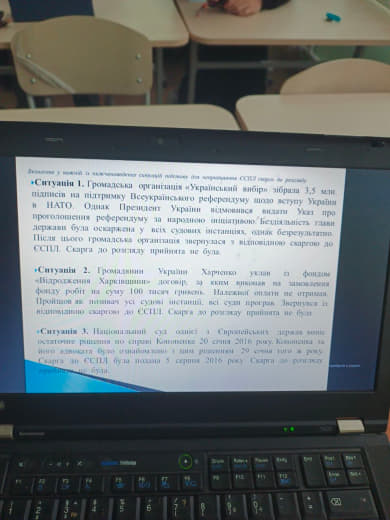 Визначте у кожній із нижченаведених ситуацій підставу для неприйняття ЄСПЛ скарги до розгляду
Ситуація 1. Громадська організація «Український вибір» зібрала 3,5 млн.
підписів на підтримку Всеукраїнського референдуму щодо вступу України
в НАТО. Однак Президент України відмовився видати Указ про
проголошення референдуму за народною ініціативою. Бездіяльність глави
держави була оскаржена у всіх судових інстанціях, однак безрезультатно.
Після цього громадська організація звернулася з відповідною скаргою до
ЄСПЛ. Скарга до розгляду прийнята не була.
Ситуація 2. Громадянин України Харченко уклав із фондом
«Відродження Харківщини» договір, за яким виконав на замовлення
фонду робіт на суму 100 тисяч гривень. Належної оплати не отримав.
Пройшов як позивач усі судові інстанції, всі суди програв. Звернувся із
відповідною скаргою до ЄСПЛ. Скарга до розгляду прийнята не була.
Ситуація 3. Національний суд однієї з Європейських держав виніс
остаточне рішення по справі Кононенка 20 січня 2016 року. Кононенка та
його адвоката було ознайомлено з цим рішенням 29 січня того ж року.
Скарга до ЄСПЛ була подана 5 серпня 2016 року. Скарга до розгляду
прийнята не була.